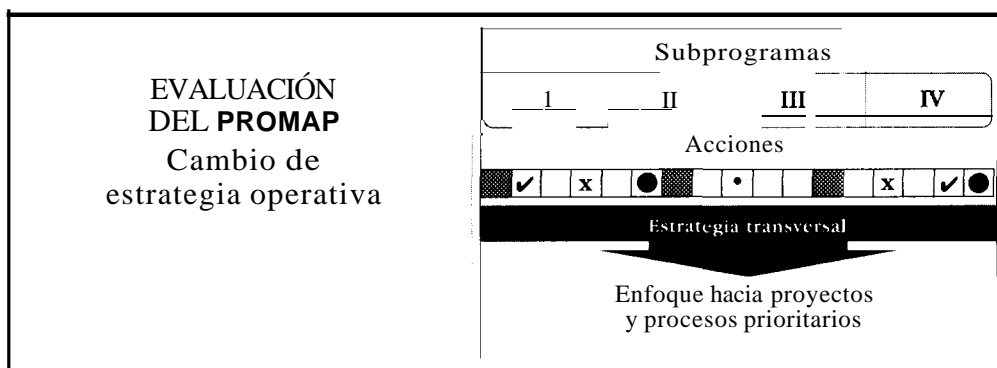 EVALUACIÓN
DEL PROMAP
Cambio de
estrategia operativa
Subprogramas
1 II III IV
Acciones
✓ x ● • x ✓ ●
Estrategia transversal
Enfoque hacia proyectos
y procesos prioritarios